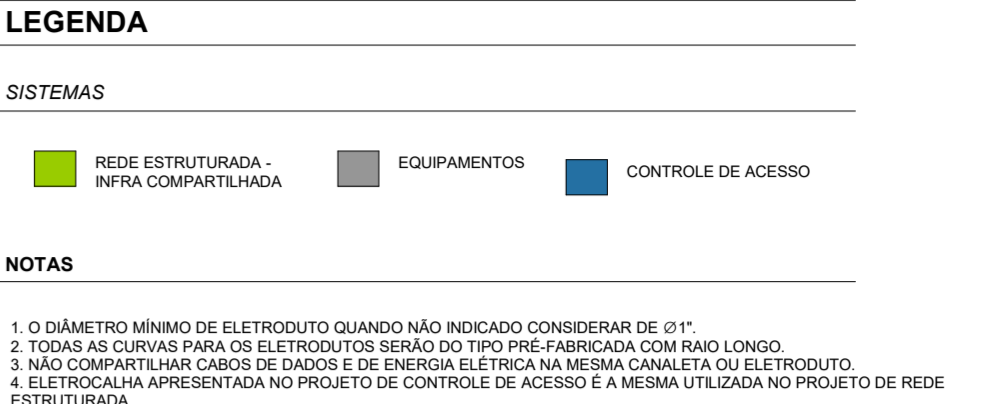 LEGENDA
SISTEMAS
REDE ESTRUTURADA -
INFRA COMPARTILHADA
EQUIPAMENTOS
CONTROLE DE ACESSO
NOTAS
1. O DIÂMETRO MÍNIMO DE ELETRODUTO QUANDO NÃO INDICADO CONSIDERAR DE ∅1".
2. TODAS AS CURVAS PARA OS ELETRODUTOS SERÃO DO TIPO PRÉ-FABRICADA COM RAIO LONGO.
3. NÃO COMPARTILHAR CABOS DE DADOS E DE ENERGIA ELÉTRICA NA MESMA CANALETA OU ELETRODUTO.
4. ELETROCALHA APRESENTADA NO PROJETO DE CONTROLE DE ACESSO É A MESMA UTILIZADA NO PROJETO DE REDE
ESTRUTURADA